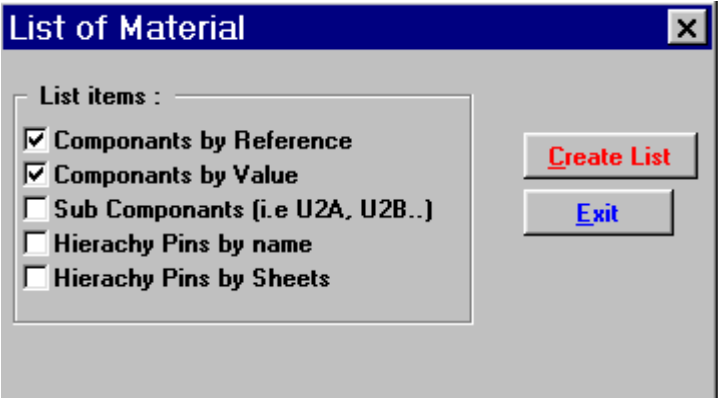 List of Material
List items :
Componants by Reference
Componants by Value
Sub Componants (i.e U2A, U2B..)
Hierachy Pins by name
Hierachy Pins by Sheets
Create List
Exit